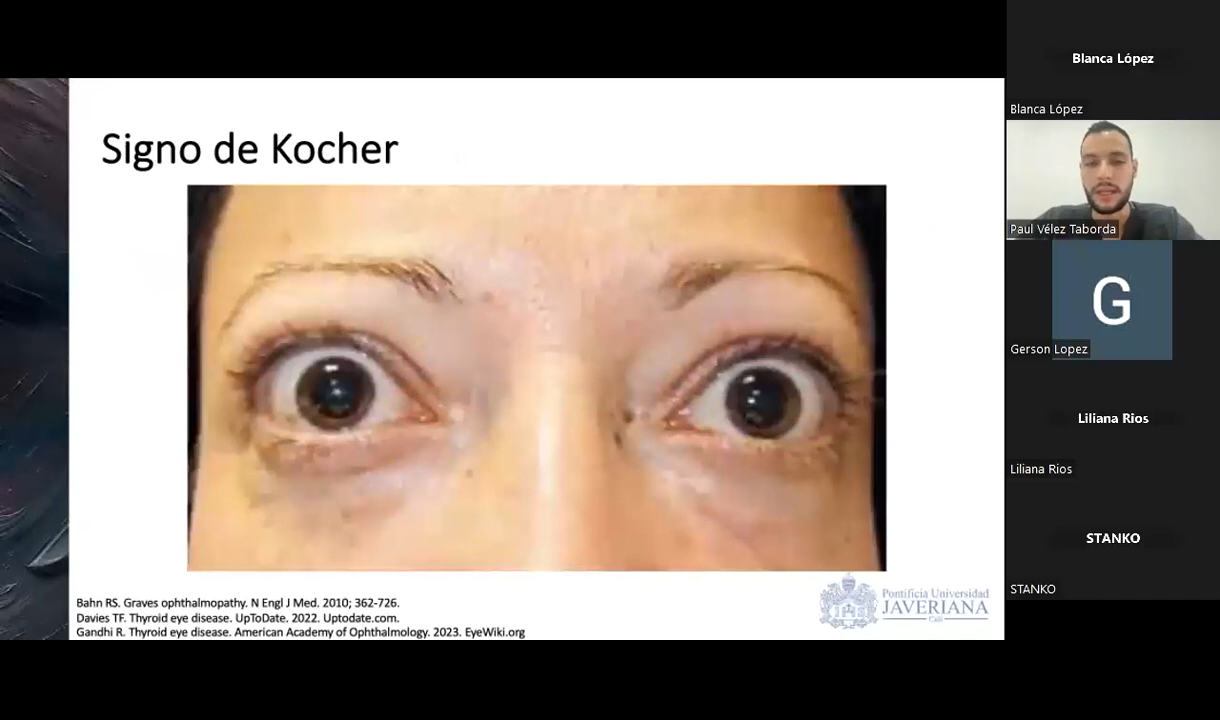 Signo de Kocher
Bahn RS. Graves ophthalmopathy. N Engl J Med. 2010; 362-726.
Davies TF. Thyroid eye disease. UpToDate. 2022. Uptodate.com.
Gandhi R. Thyroid eye disease. American Academy of Ophthalmology. 2023. EyeWiki.org
Pontificia Universidad
JAVERIANA
Cali
Blanca López
Blanca López
Paul Vélez Taborda
G
Gerson Lopez
Liliana Rios
Liliana Rios
STANKO
STANKO